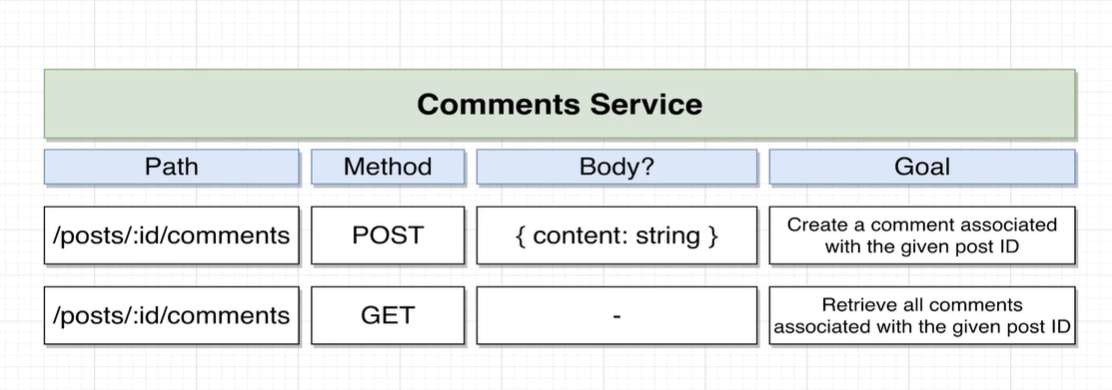 Comments Service
Path Method Body? Goal
/posts/:id/comments POST { content: string } Create a comment associated
with the given post ID
/posts/:id/comments GET - Retrieve all comments
associated with the given post ID